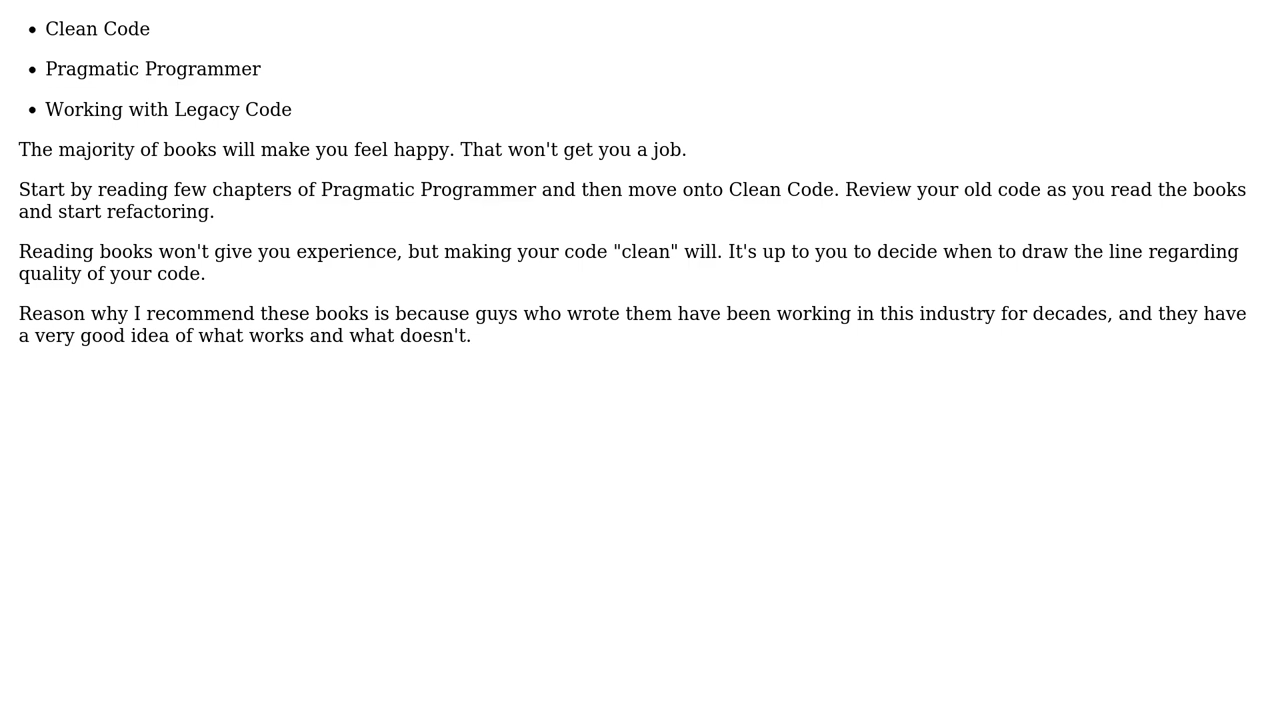 Clean Code
Pragmatic Programmer
Working with Legacy Code
The majority of books will make you feel happy. That won't get you a job.
Start by reading few chapters of Pragmatic Programmer and then move onto Clean Code. Review your old code as you read the books
and start refactoring.
Reading books won't give you experience, but making your code "clean" will. It's up to you to decide when to draw the line regarding
quality of your code.
Reason why I recommend these books is because guys who wrote them have been working in this industry for decades, and they have
a very good idea of what works and what doesn't.